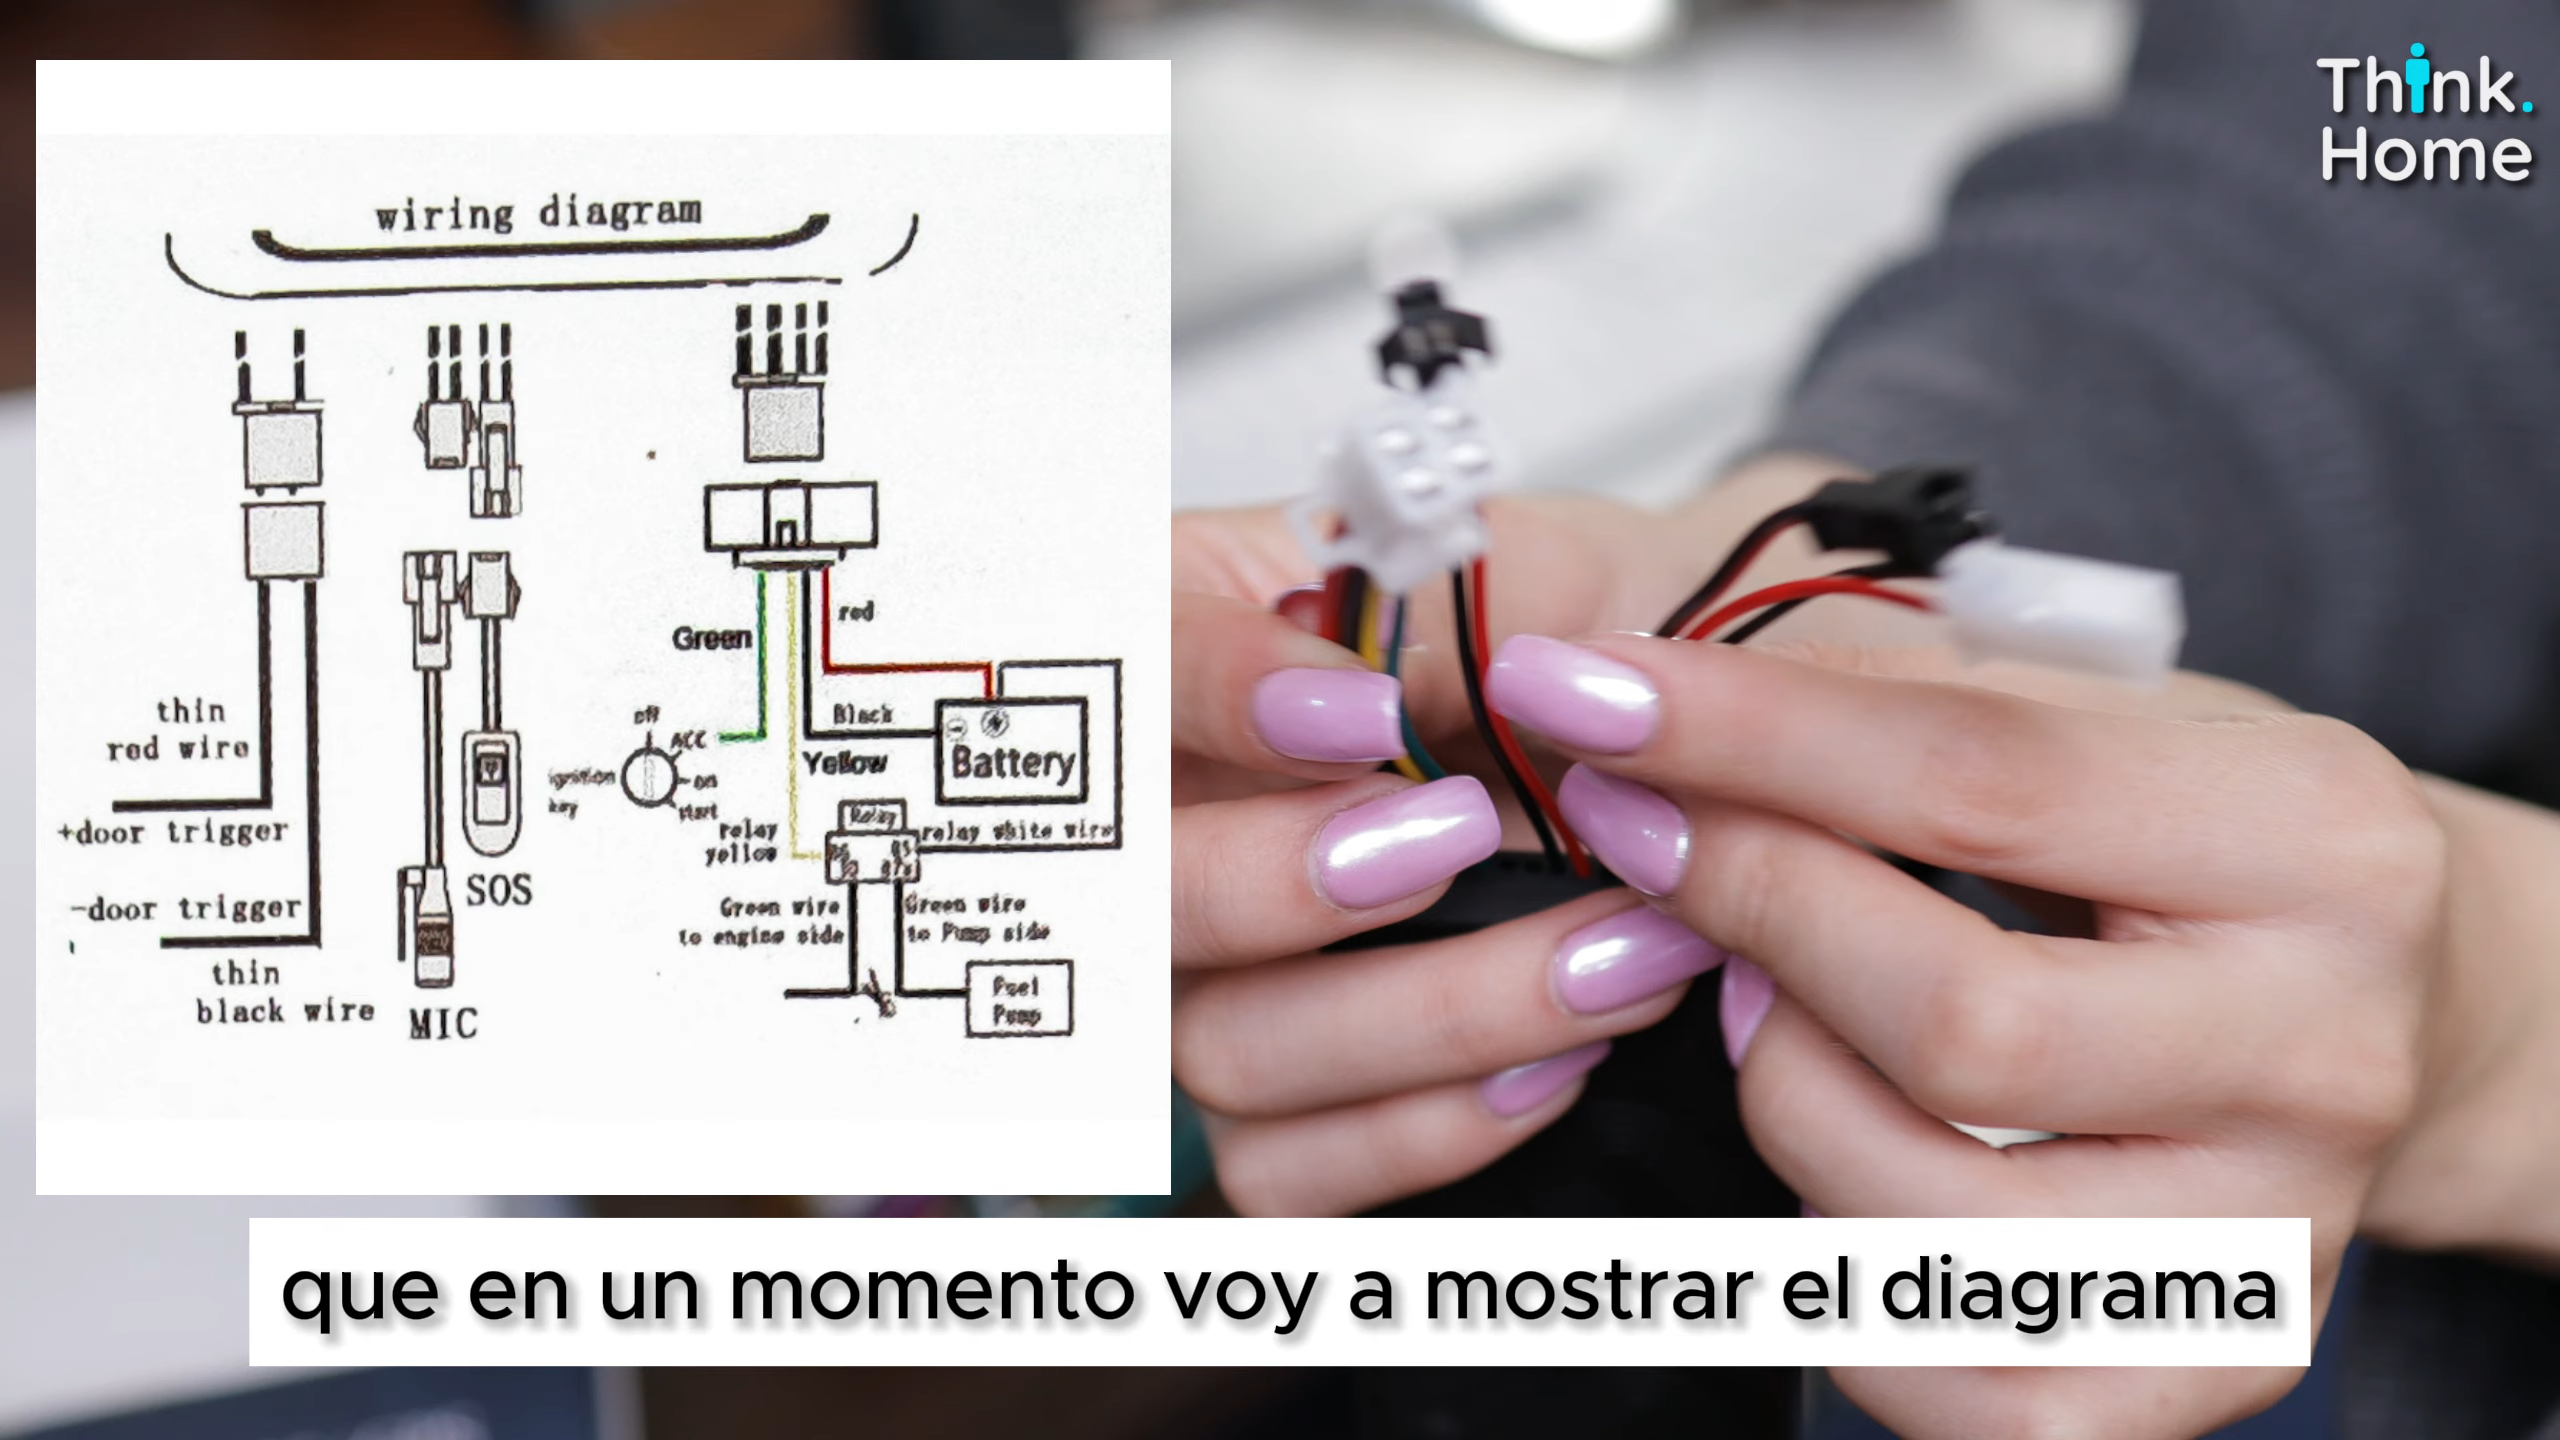 Think.
Home
wiring diagram
red
Green
thin
red wire
off
ACC
Black
Yellow
Battery
ignition
key
on
start
Relay
relay
yellow
relay white wire
+door trigger
SOS
-door trigger
Green wire
to engine side
Green wire
to Pump side
thin
black wire
MIC
Fuel
Pump
que en un momento voy a mostrar el diagrama